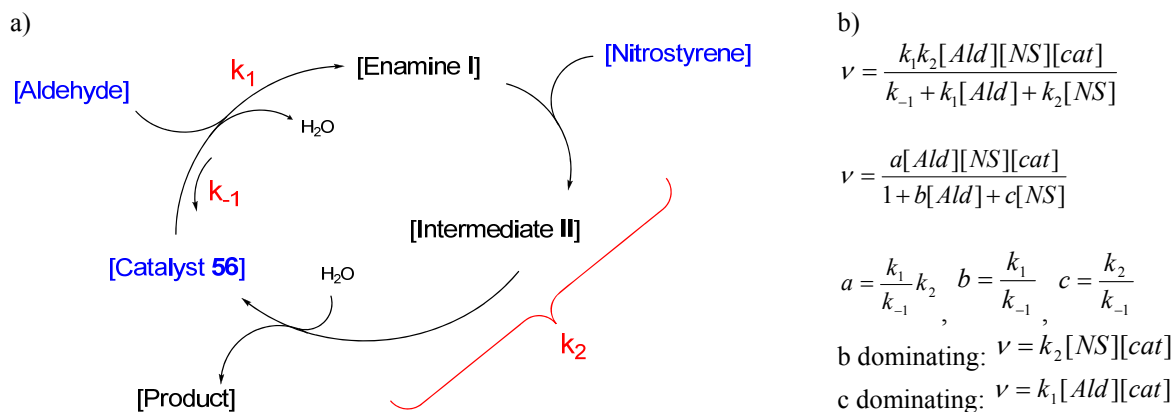 a)
k₁
[Enamine I]
[Nitrostyrene]
[Aldehyde]
H₂O
k₋₁
[Intermediate II]
[Catalyst 56]
H₂O
k₂
[Product]
b)
ν = k₁k₂[Ald][NS][cat] / k₋₁ + k₁[Ald] + k₂[NS]
ν = a[Ald][NS][cat] / 1 + b[Ald] + c[NS]
a = k₁/k₋₁ k₂ , b = k₁/k₋₁ , c = k₂/k₋₁
b dominating: ν = k₂[NS][cat]
c dominating: ν = k₁[Ald][cat]